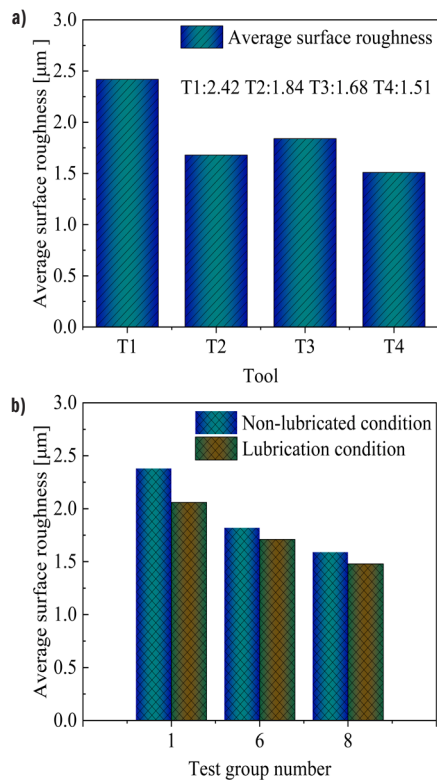 a)
Average surface roughness
T1:2.42 T2:1.84 T3:1.68 T4:1.51
Average surface roughness [μm ]
3.0
2.5
2.0
1.5
1.0
0.5
0.0
T1 T2 T3 T4
Tool
b)
Non-lubricated condition
Lubrication condition
Average surface roughness [μm]
3.0
2.5
2.0
1.5
1.0
0.5
0.0
1 6 8
Test group number